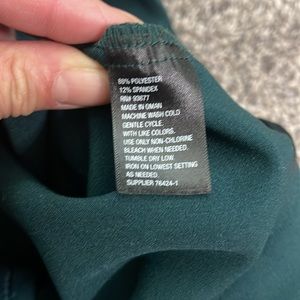 88% POLYESTER
12% SPANDEX
RN# 93677
MADE IN OMAN
MACHINE WASH COLD
GENTLE CYCLE.
WITH LIKE COLORS.
USE ONLY NON-CHLORINE
BLEACH WHEN NEEDED.
TUMBLE DRY LOW.
IRON ON LOWEST SETTING
AS NEEDED.
SUPPLIER 76424-1